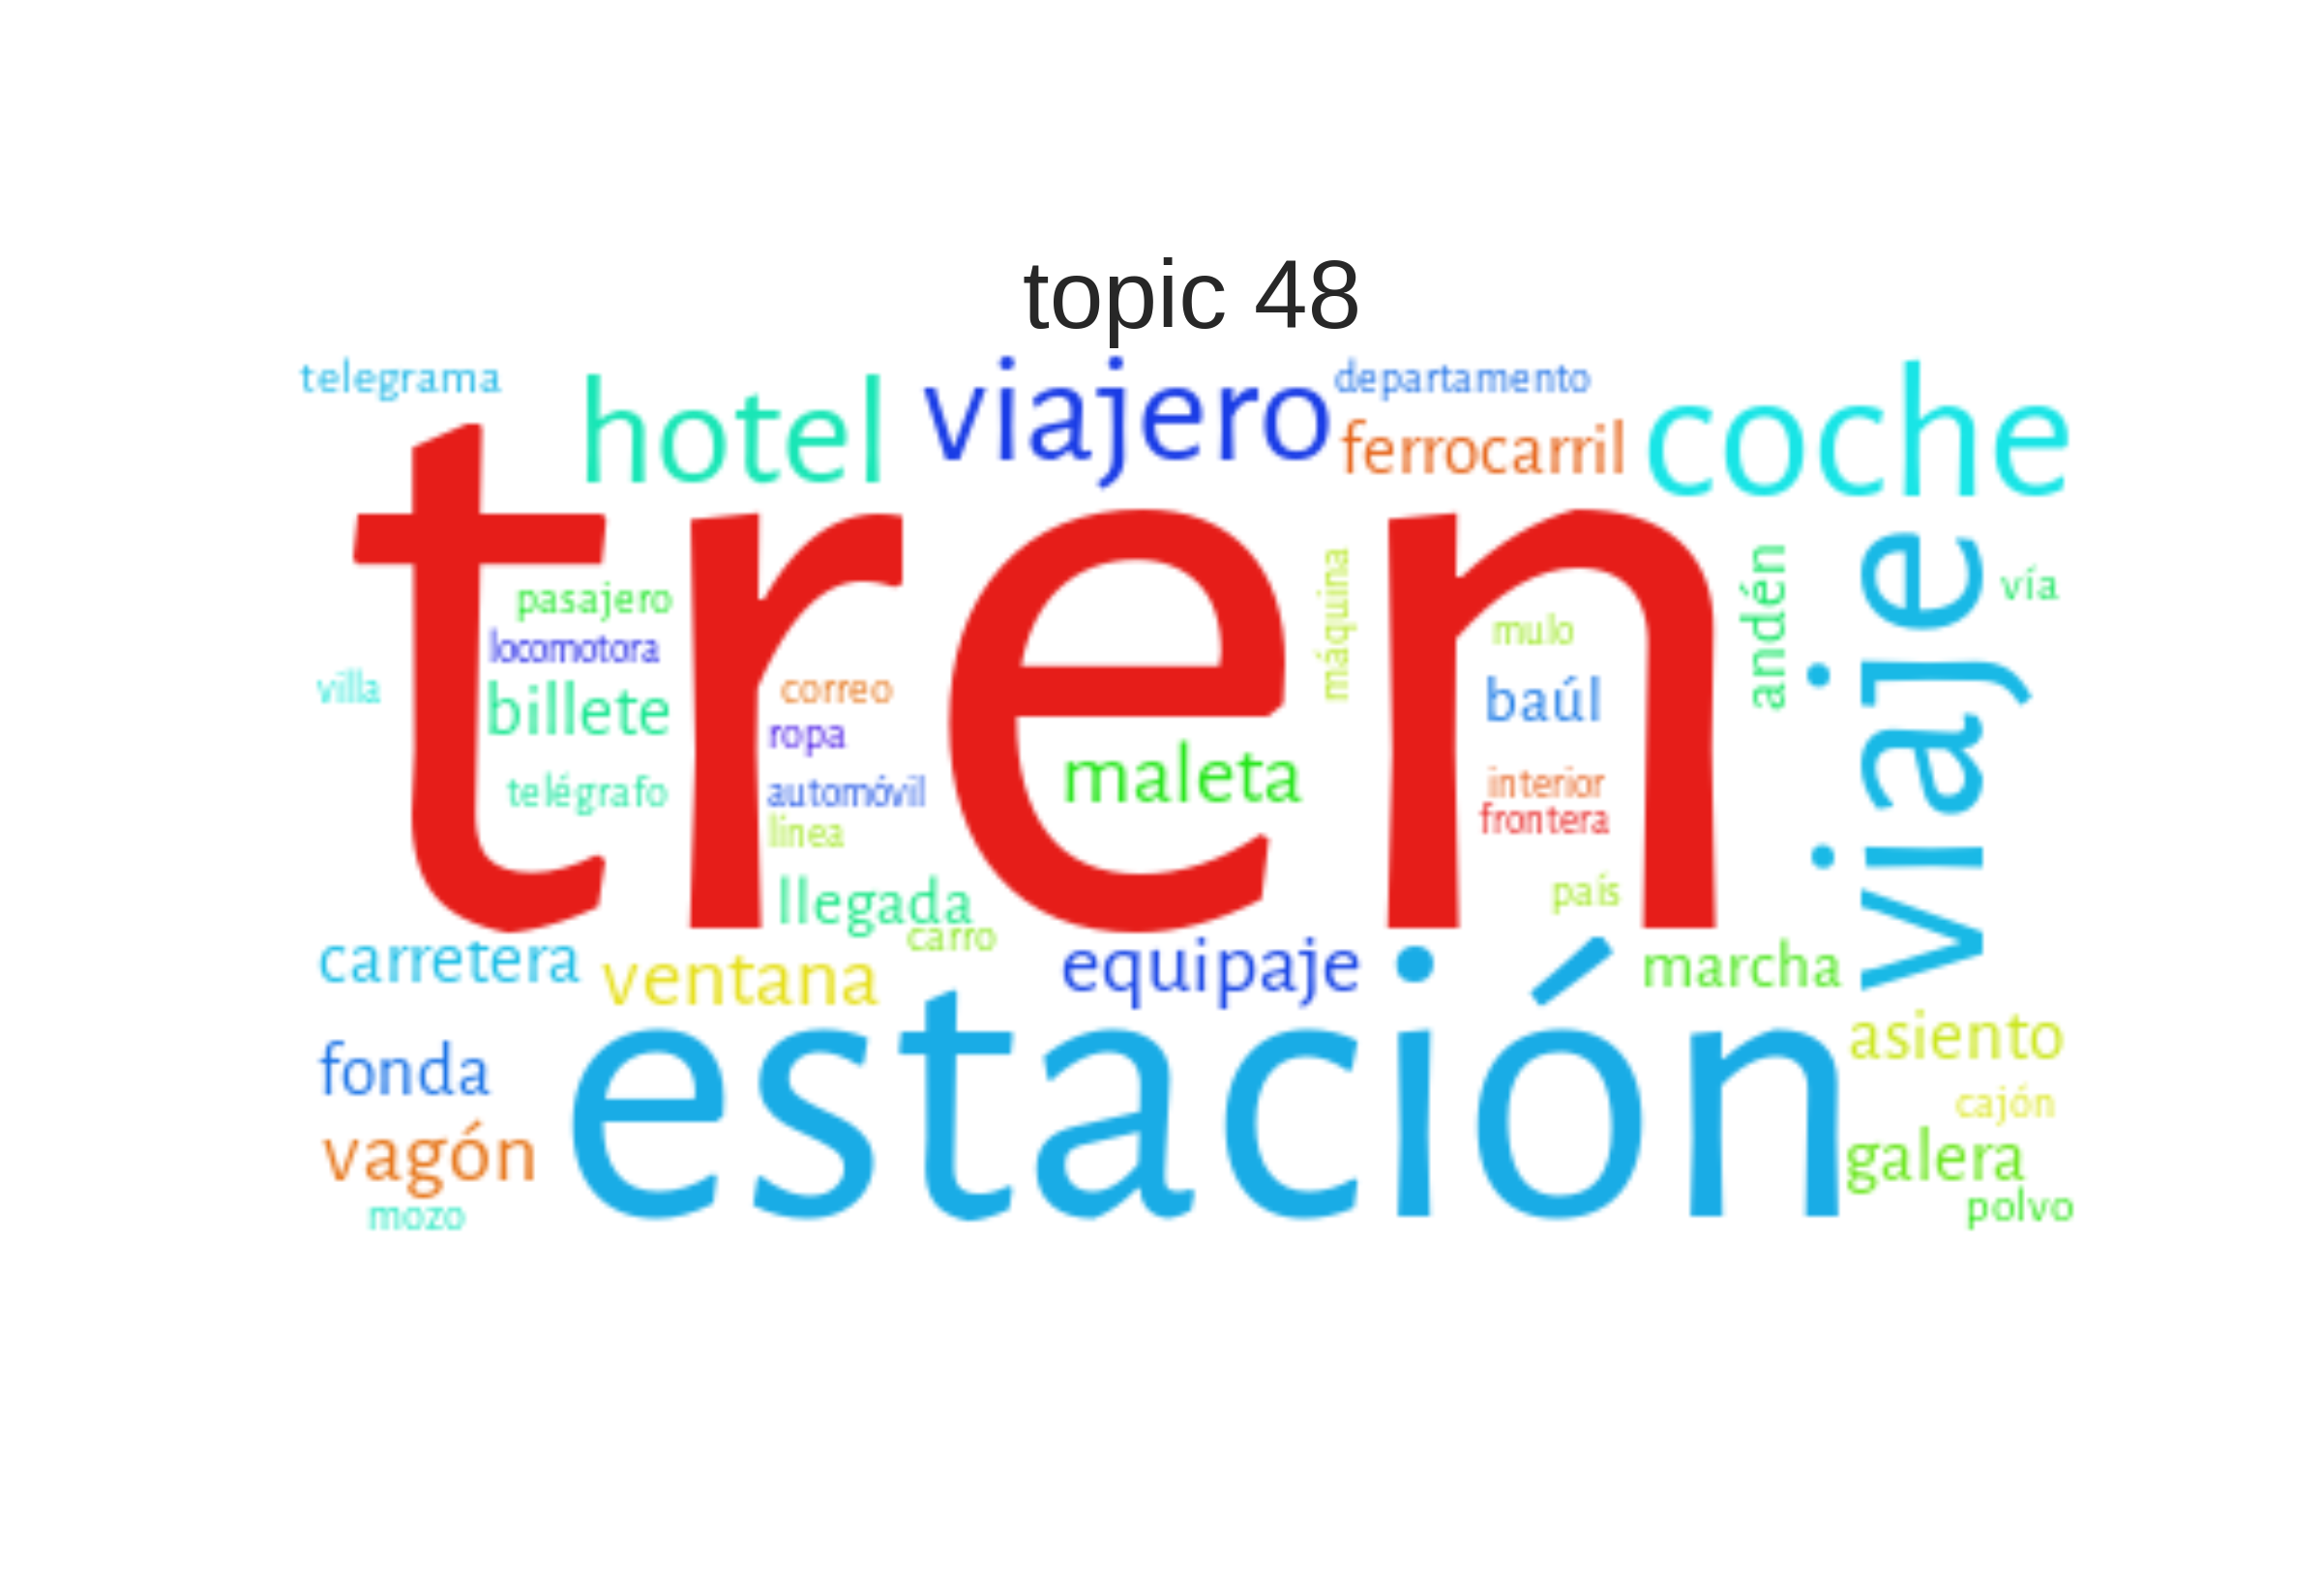 topic 48
telegrama
hotel
viajero
departamento
ferrocarril
coche
tren
pasajero
locomotora
villa
billete
correo
ropa
telégrafo
automóvil
línea
maleta
máquina
mulo
baúl
interior
frontera
andén
vía
viaje
llegada
carro
país
carretera
ventana
equipaje
marcha
fonda
estación
asiento
cajón
vagón
galera
mozo
polvo